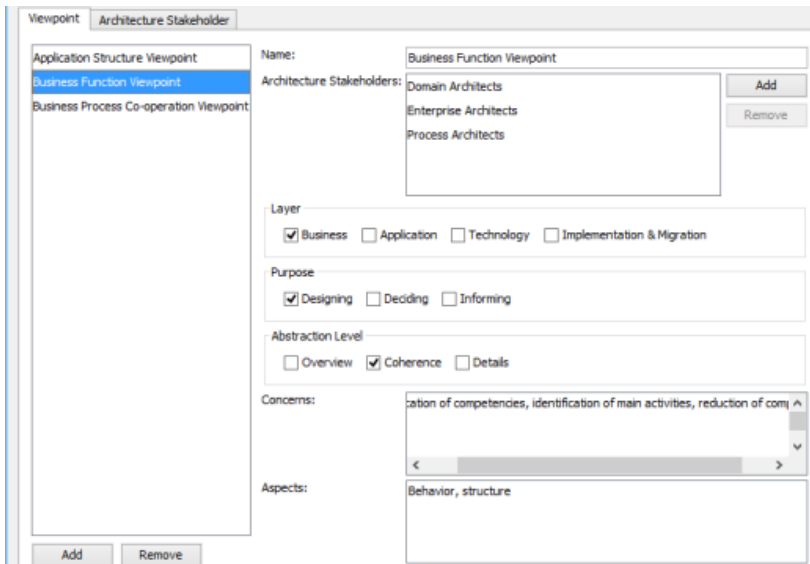 Viewpoint
Architecture Stakeholder
Application Structure Viewpoint
Business Function Viewpoint
Business Process Co-operation Viewpoint
Add
Remove
Name:
Business Function Viewpoint
Architecture Stakeholders:
Domain Architects
Enterprise Architects
Process Architects
Add
Remove
Layer
Business
Application
Technology
Implementation & Migration
Purpose
Designing
Deciding
Informing
Abstraction Level
Overview
Coherence
Details
Concerns:
of competencies, identification of main activities, reduction of
Aspects:
Behavior, structure